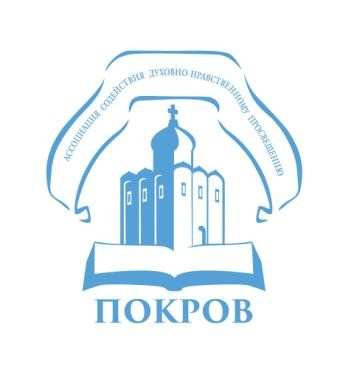 АССОЦИАЦИЯ СОДЕЙСТВИЯ ДУХОВНО-НРАВСТВЕННОМУ ПРОСВЕЩЕНИЮ
ПОКРОВ